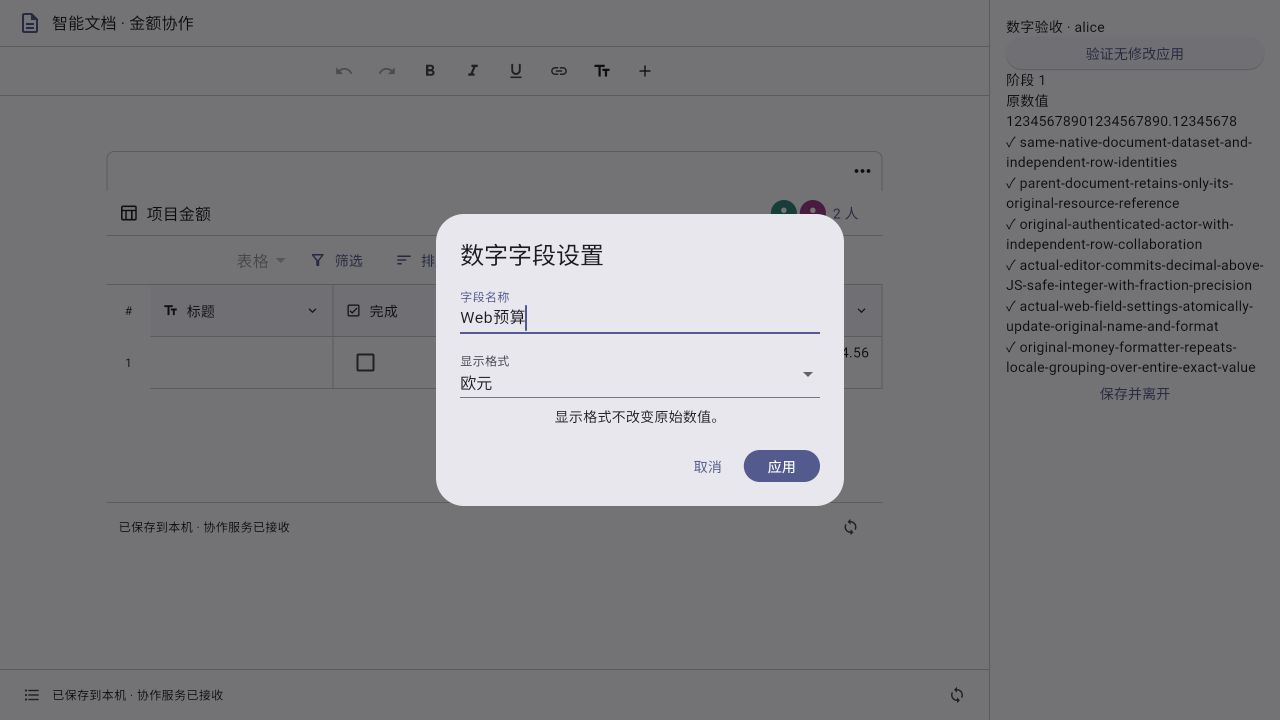 智能文档 · 金额协作
B
I
U
Tт
项目金额
2 人
表格
筛选
#
Tт 标题
完成
1
4.56
已保存到本机 · 协作服务已接收
已保存到本机 · 协作服务已接收
数字字段设置
字段名称
Web预算
显示格式
欧元
显示格式不改变原始数值。
取消
应用
数字验收 · alice
验证无修改应用
阶段 1
原数值
12345678901234567890.12345678
✓ same-native-document-dataset-and-
independent-row-identities
✓ parent-document-retains-only-its-
original-resource-reference
✓ original-authenticated-actor-with-
independent-row-collaboration
✓ actual-editor-commits-decimal-above-
JS-safe-integer-with-fraction-precision
✓ actual-web-field-settings-atomically-
update-original-name-and-format
✓ original-money-formatter-repeats-
locale-grouping-over-entire-exact-value
保存并离开